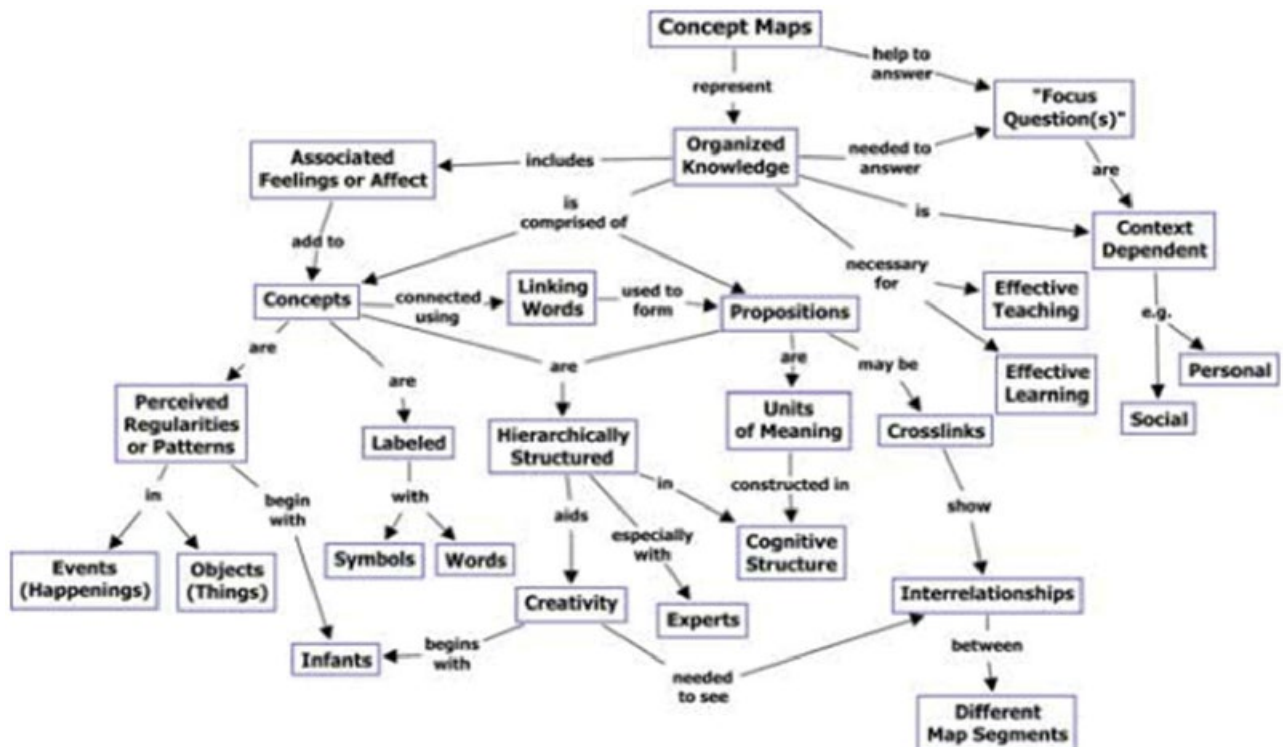 Concept Maps
help to
answer
represent
"Focus
Question(s)"
Organized
Knowledge
needed to
answer
Associated
Feelings or Affect
includes
are
is
comprised of
is
Context
Dependent
add to
necessary
for
Concepts
connected
using
Linking
Words
used to
form
Propositions
Effective
Teaching
e.g.
are
are
are
are
may be
Effective
Learning
Personal
Social
Perceived
Regularities
or Patterns
Labeled
Hierarchically
Structured
Units
of Meaning
Crosslinks
in
begin
with
with
aids
in
especially
with
constructed in
show
Events
(Happenings)
Objects
(Things)
Symbols
Words
Cognitive
Structure
Creativity
Experts
Interrelationships
Infants
begins
with
needed
to see
between
Different
Map Segments